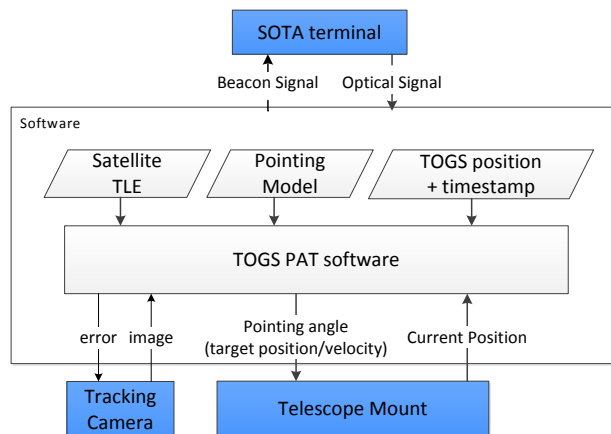 SOTA terminal
Beacon Signal
Optical Signal
Software
Satellite
TLE
Pointing
Model
TOGS position
+ timestamp
TOGS PAT software
error
image
Pointing angle
(target position/velocity)
Current Position
Tracking
Camera
Telescope Mount